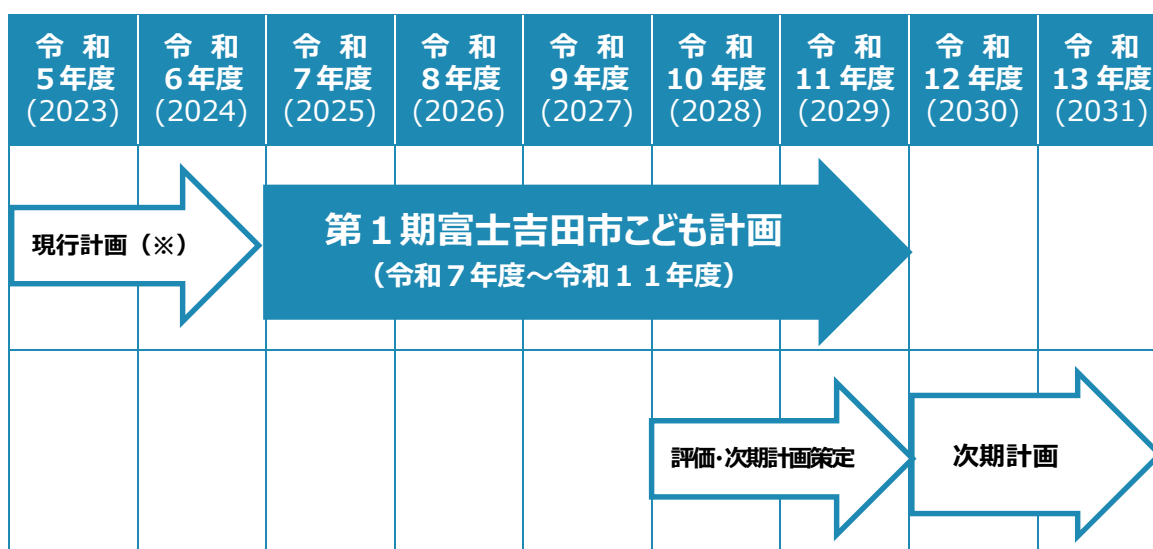 令和 令和 令和 令和 令和 令和 令和 令和 令和
5年度 6年度 7年度 8年度 9年度 10年度 11年度 12年度 13年度
(2023) (2024) (2025) (2026) (2027) (2028) (2029) (2030) (2031)
現行計画（※）
第１期富士吉田市こども計画
（令和７年度～令和１１年度）
評価･次期計画策定
次期計画